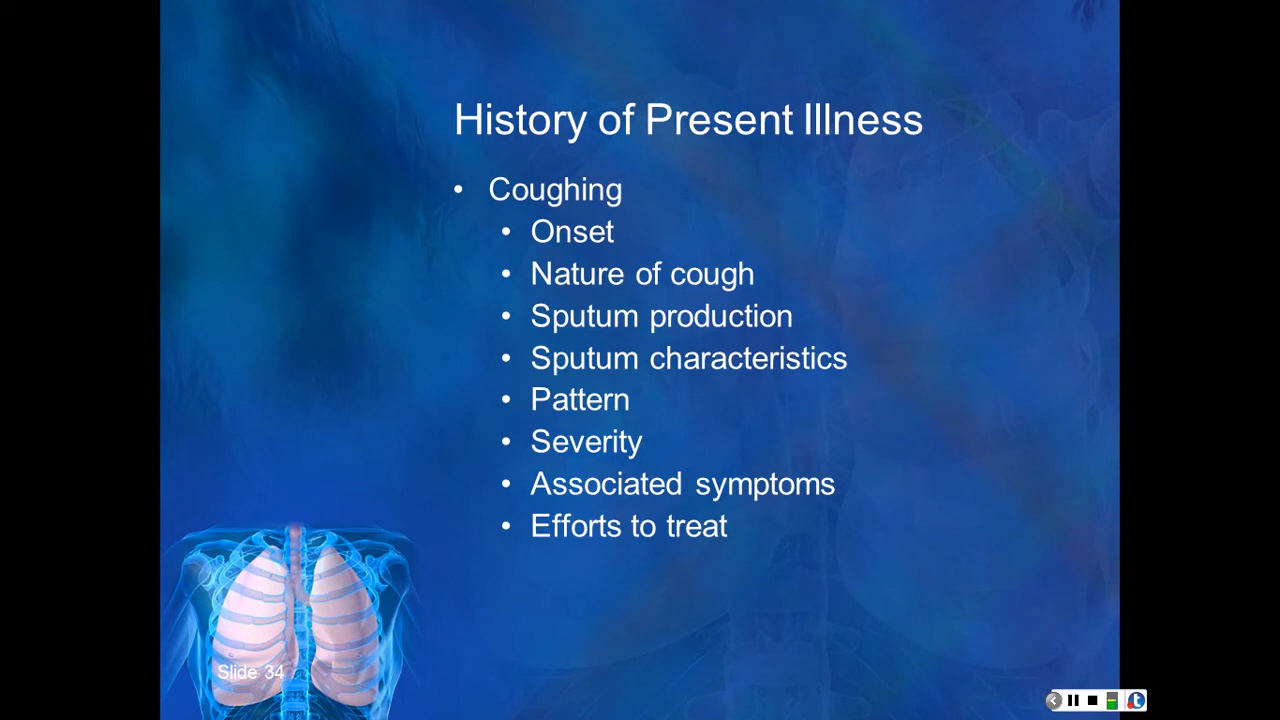 History of Present Illness
• Coughing
• Onset
• Nature of cough
• Sputum production
• Sputum characteristics
• Pattern
• Severity
• Associated symptoms
• Efforts to treat
Slide 34
t